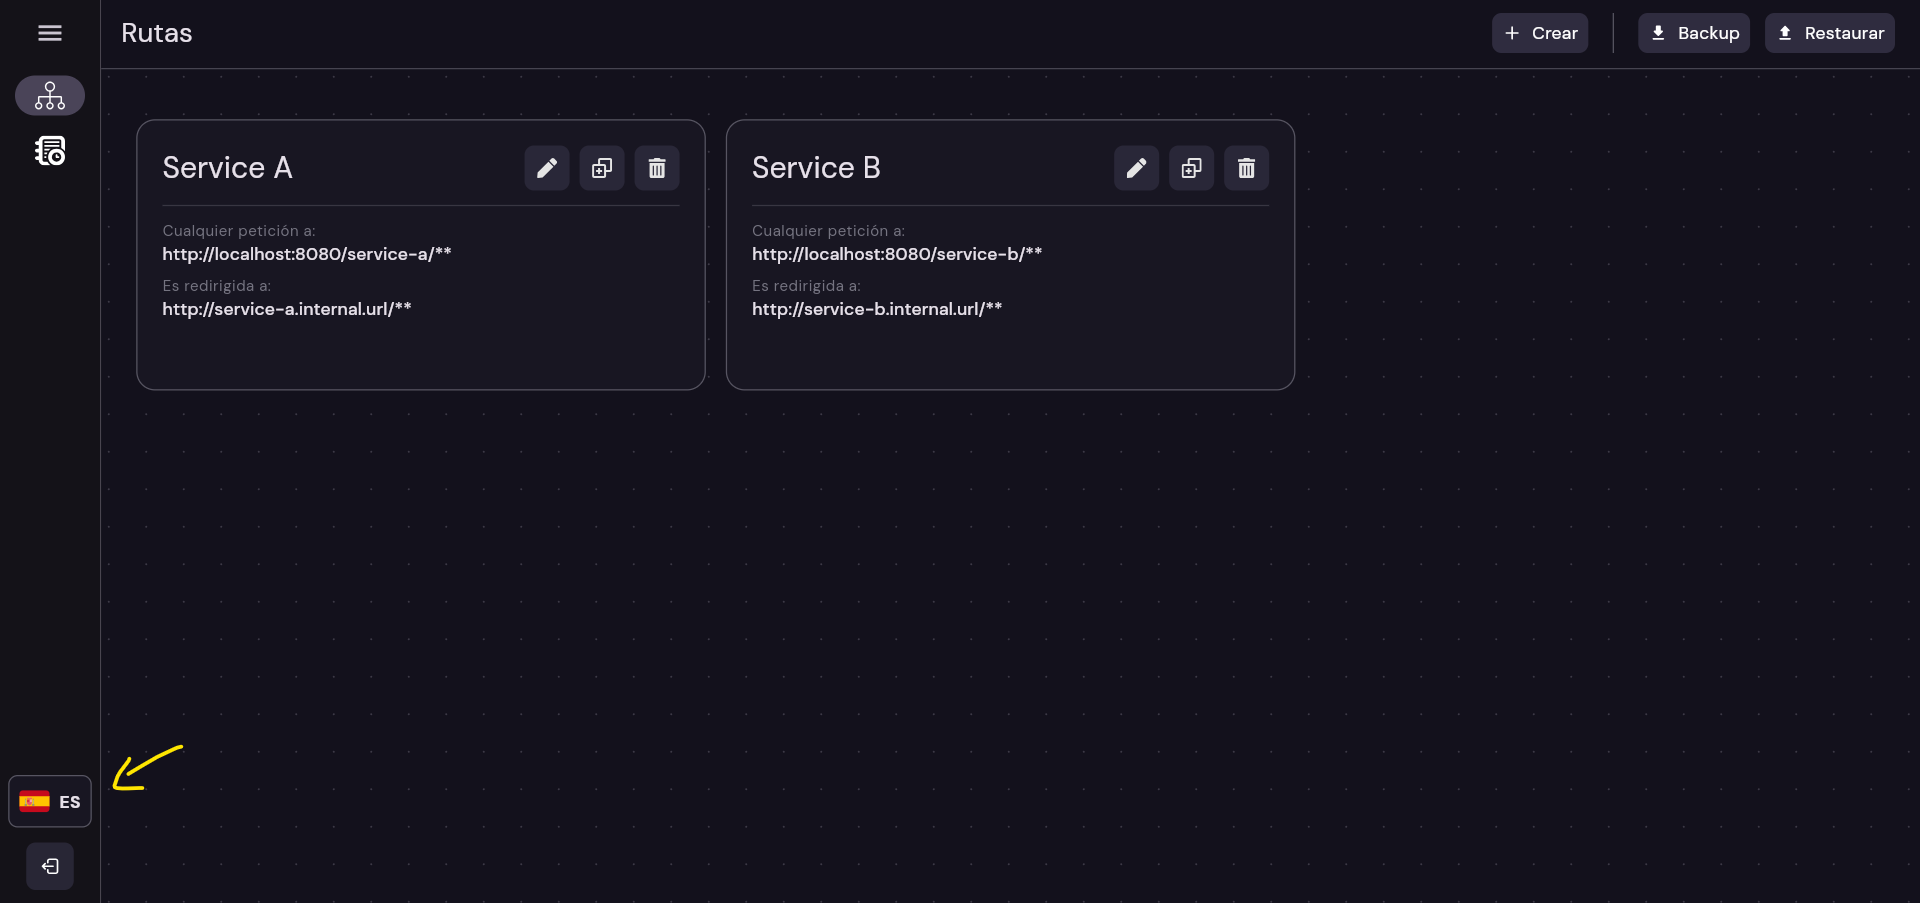 Rutas
Crear
Backup
Restaurar
Service A
Cualquier petición a:
http://localhost:8080/service-a/**
Es redirigida a:
http://service-a.internal.url/**
Service B
Cualquier petición a:
http://localhost:8080/service-b/**
Es redirigida a:
http://service-b.internal.url/**
ES